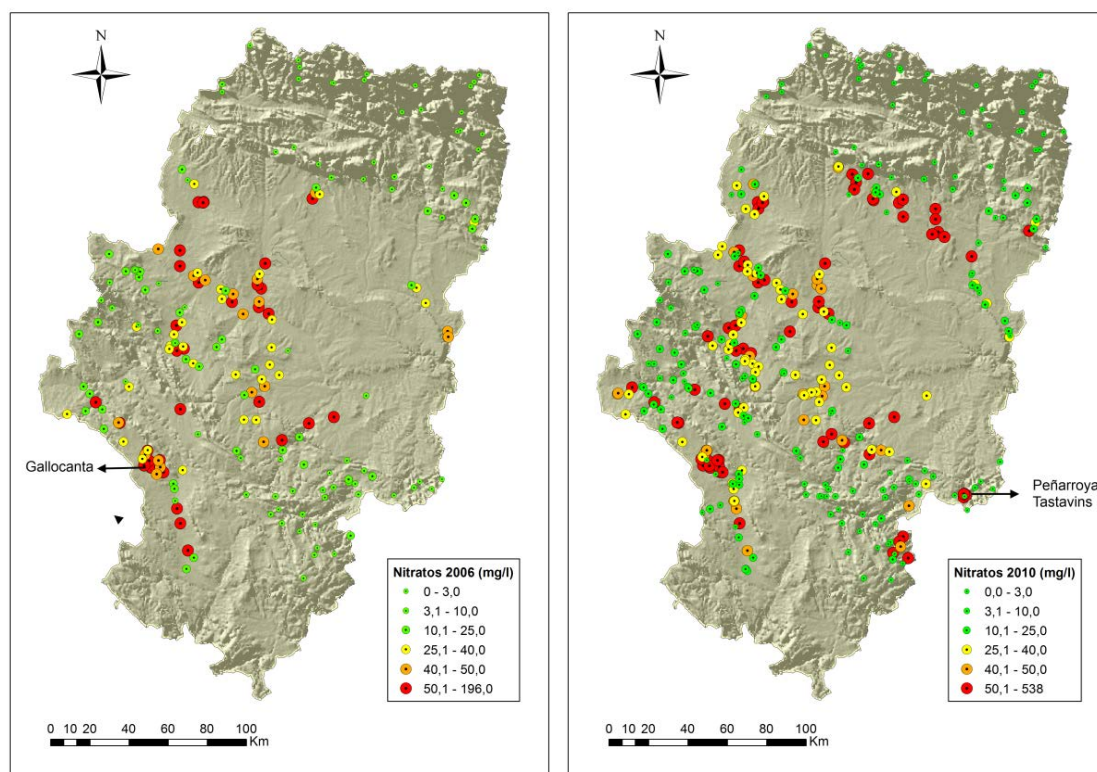 N
Gallocanta
Nitratos 2006 (mg/l)
0 - 3,0
3,1 - 10,0
10,1 - 25,0
25,1 - 40,0
40,1 - 50,0
50,1 - 196,0
0 10 20 40 60 80 100
Km
N
Peñarroya
Tastavins
Nitratos 2010 (mg/l)
0,0 - 3,0
3,1 - 10,0
10,1 - 25,0
25,1 - 40,0
40,1 - 50,0
50,1 - 538
0 10 20 40 60 80 100
Km